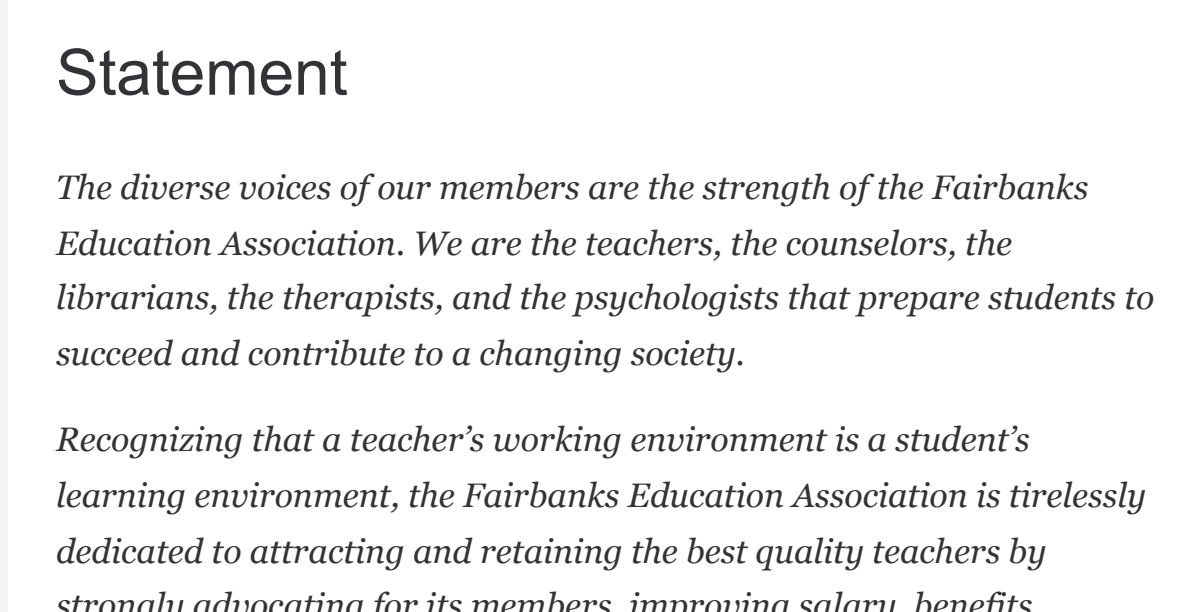 Statement
The diverse voices of our members are the strength of the Fairbanks
Education Association. We are the teachers, the counselors, the
librarians, the therapists, and the psychologists that prepare students to
succeed and contribute to a changing society.
Recognizing that a teacher’s working environment is a student’s
learning environment, the Fairbanks Education Association is tirelessly
dedicated to attracting and retaining the best quality teachers by
strongly advocating for its members, improving salary, benefits